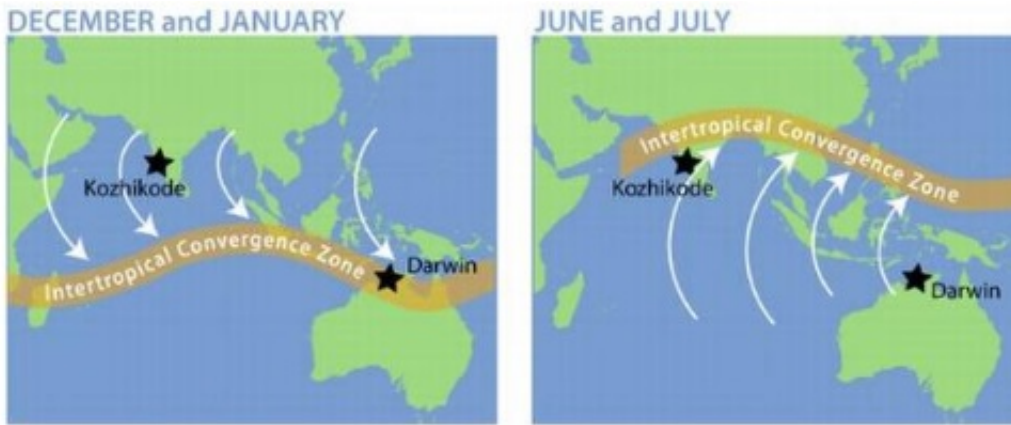 DECEMBER and JANUARY
Kozhikode
Intertropical Convergence Zone
Darwin
JUNE and JULY
Intertropical Convergence Zone
Kozhikode
Darwin